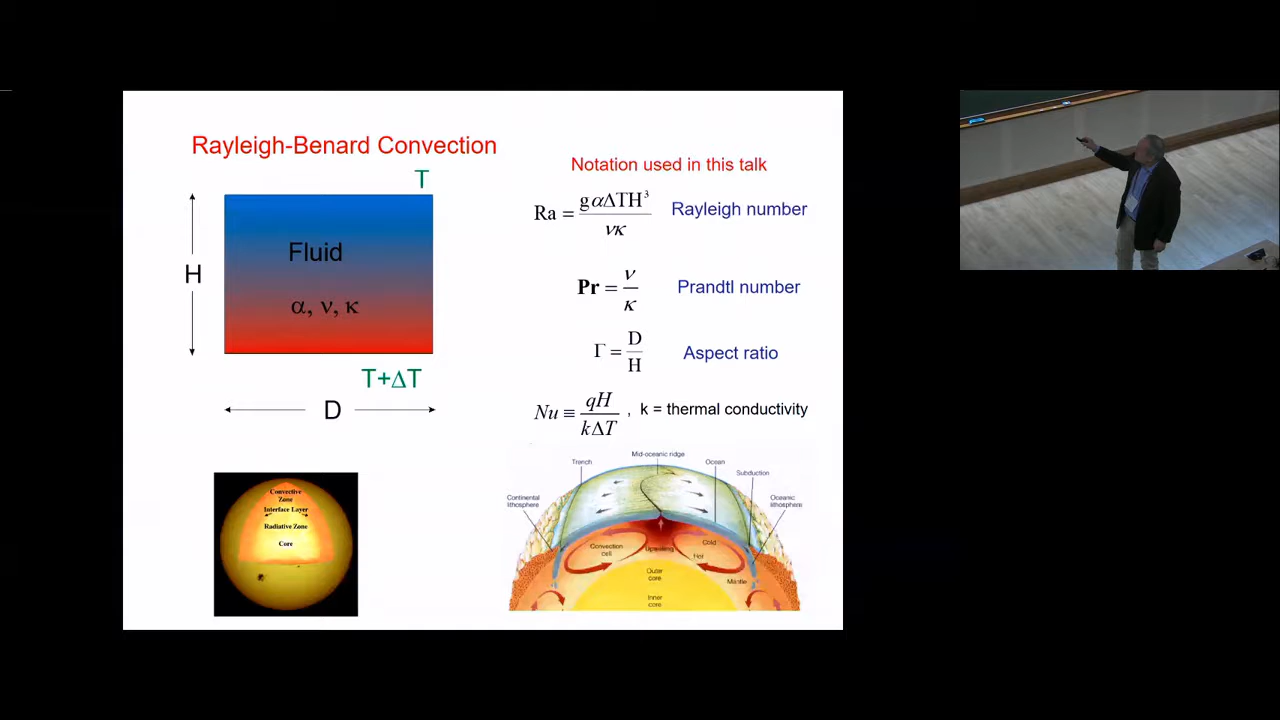 Rayleigh-Benard Convection
T
H
Fluid
α, ν, κ
T+ΔT
D
Notation used in this talk
Ra = gαΔTH³ / νκ Rayleigh number
Pr = ν / κ Prandtl number
Γ = D / H Aspect ratio
Nu ≡ qH / kΔT , k = thermal conductivity
Convective
Zone
Interface Layer
Radiative Zone
Core
Mid-oceanic ridge
Trench
Ocean
Subduction
Continental
lithosphere
Oceanic
lithosphere
Convection
cell
Upwelling
Cold
Hot
Outer
core
Mantle
Inner
core